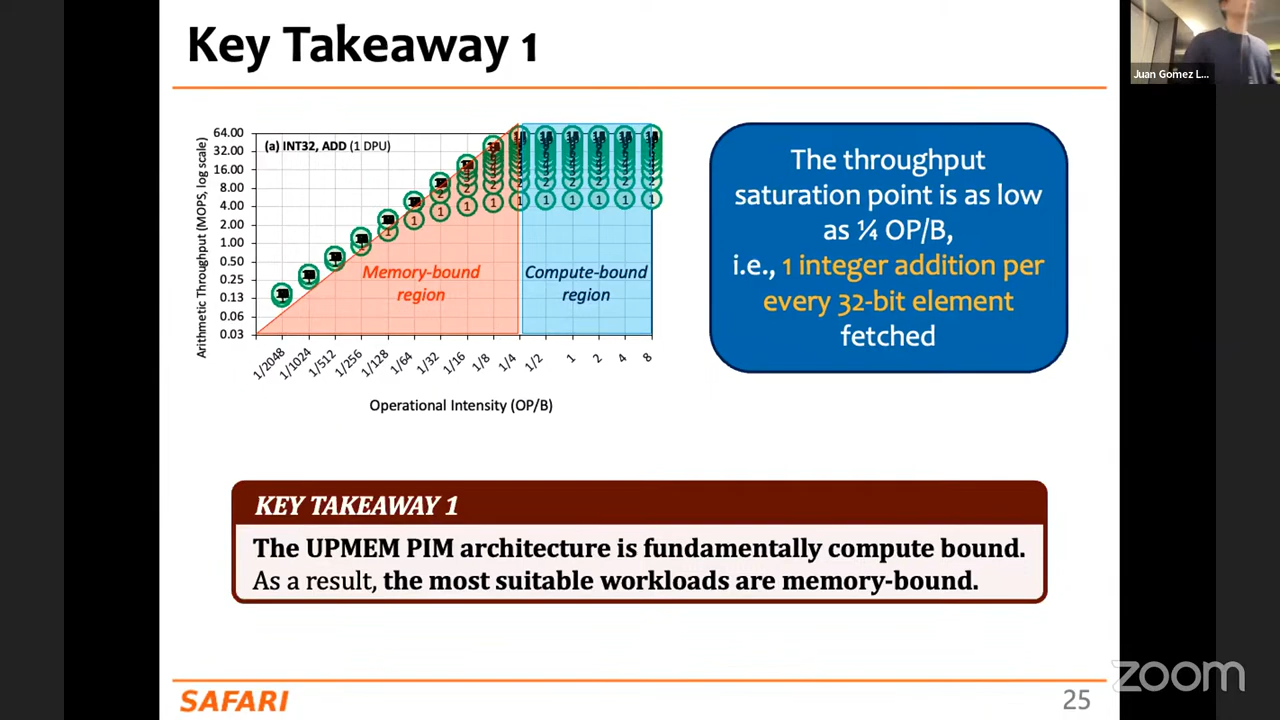 Key Takeaway 1
Juan Gomez L...
(a) INT32, ADD (1 DPU)
Arithmetic Throughput (MOPS, log scale)
64.00
32.00
16.00
8.00
4.00
2.00
1.00
0.50
0.25
0.13
0.06
0.03
Memory-bound
region
Compute-bound
region
1/2048
1/1024
1/512
1/256
1/128
1/64
1/32
1/16
1/8
1/4
1/2
1
2
4
8
Operational Intensity (OP/B)
The throughput
saturation point is as low
as ¼ OP/B,
i.e., 1 integer addition per
every 32-bit element
fetched
KEY TAKEAWAY 1
The UPMEM PIM architecture is fundamentally compute bound.
As a result, the most suitable workloads are memory-bound.
SAFARI
25
zoom